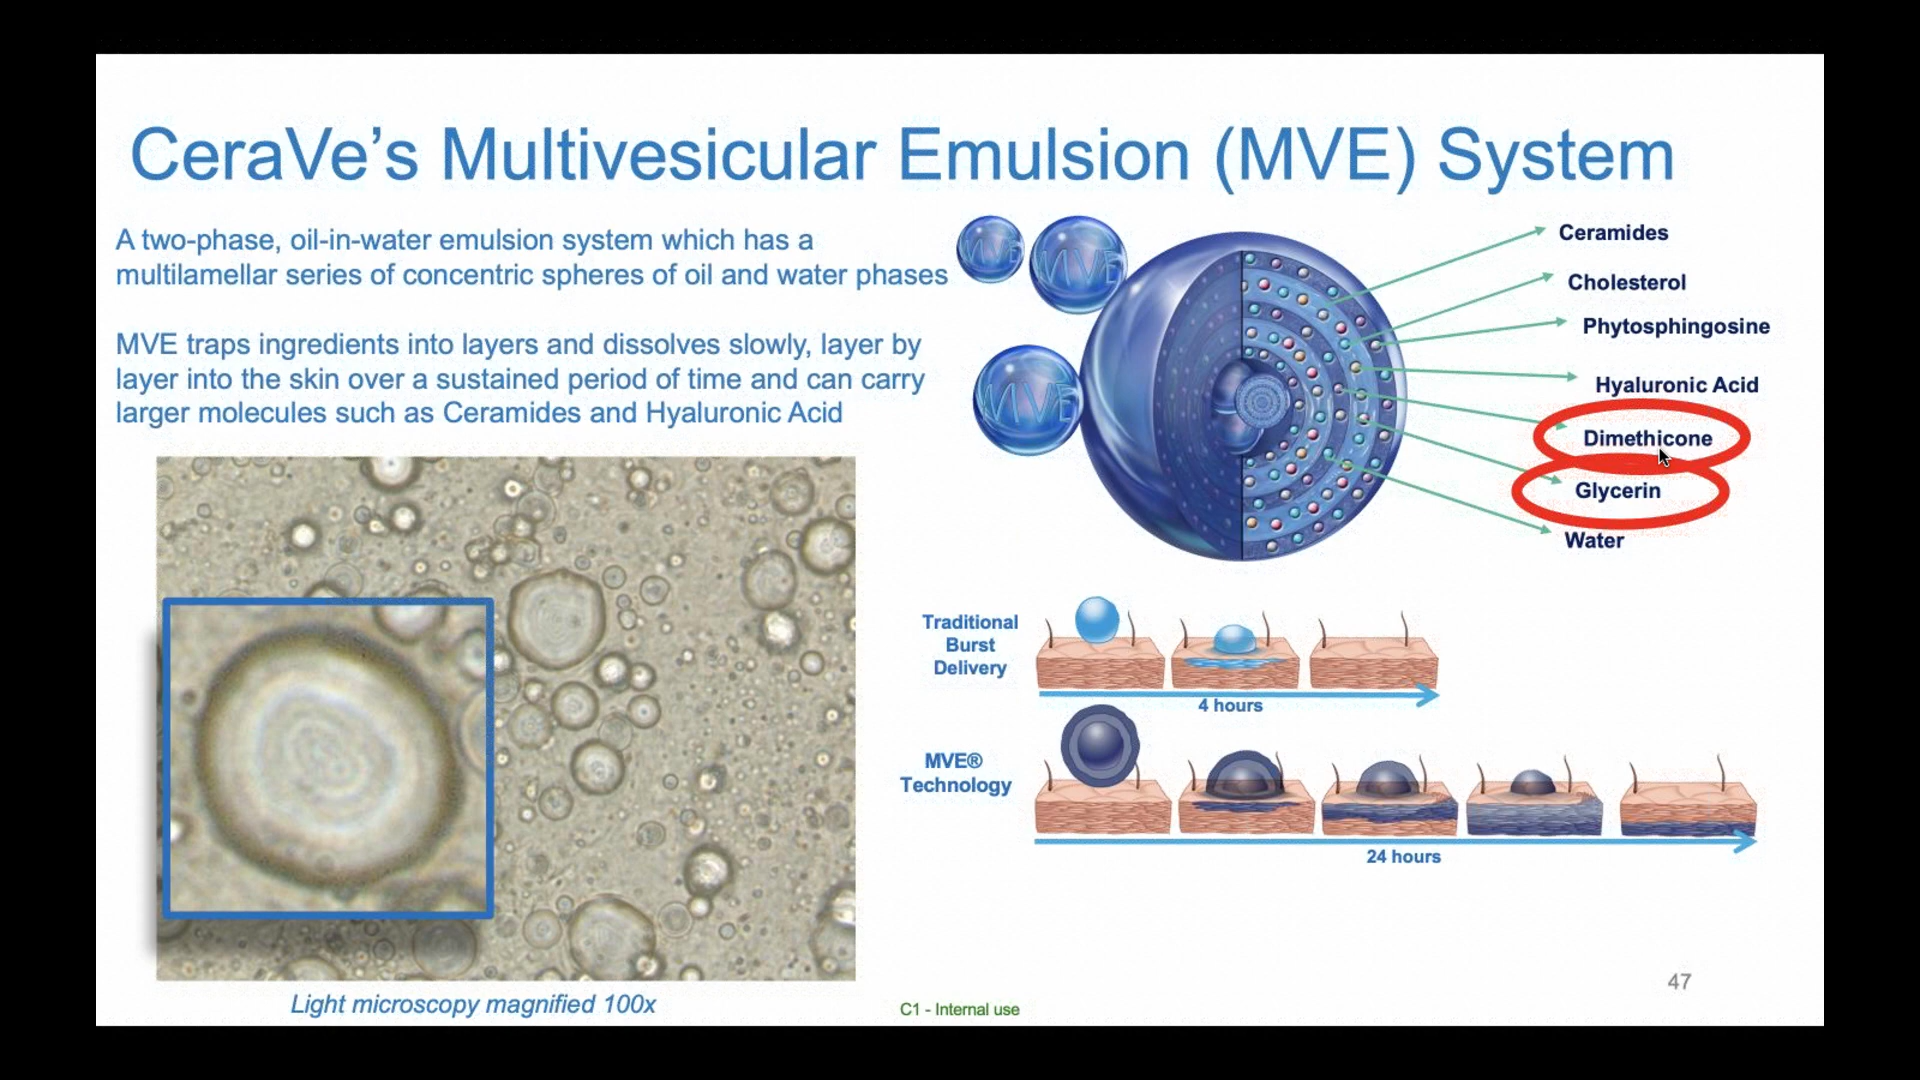 CeraVe’s Multivesicular Emulsion (MVE) System
A two-phase, oil-in-water emulsion system which has a
multilamellar series of concentric spheres of oil and water phases
MVE traps ingredients into layers and dissolves slowly, layer by
layer into the skin over a sustained period of time and can carry
larger molecules such as Ceramides and Hyaluronic Acid
Light microscopy magnified 100x
MVE
MVE
MVE
Ceramides
Cholesterol
Phytosphingosine
Hyaluronic Acid
Dimethicone
Glycerin
Water
Traditional
Burst
Delivery
4 hours
MVE®
Technology
24 hours
47
C1 - Internal use